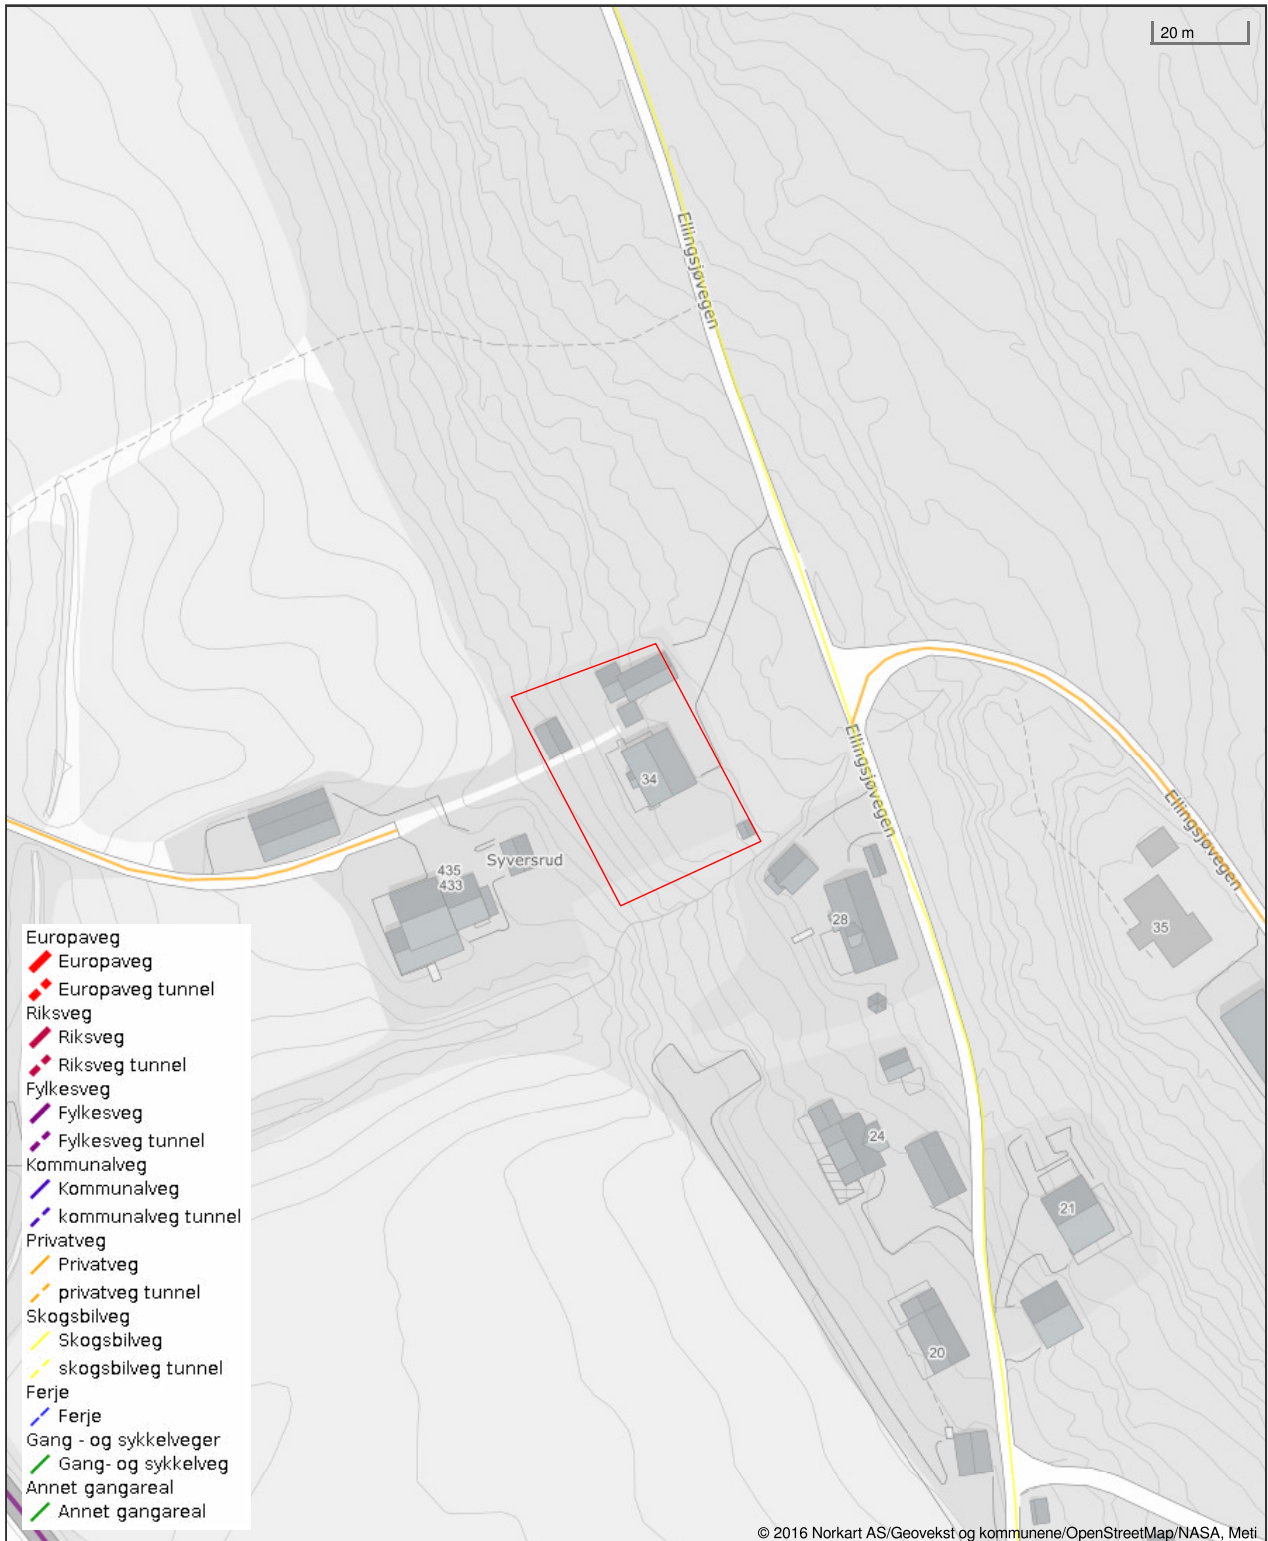 20 m
Ellingsjøvegen
Ellingsjøvegen
Ellingsjøvegen
34
Syversrud
435
433
28
35
24
21
20
Europaveg
Europaveg
Europaveg tunnel
Riksveg
Riksveg
Riksveg tunnel
Fylkesveg
Fylkesveg
Fylkesveg tunnel
Kommunalveg
Kommunalveg
kommunalveg tunnel
Privatveg
Privatveg
privatveg tunnel
Skogsbilveg
Skogsbilveg
skogsbilveg tunnel
Ferje
Ferje
Gang - og sykkelveger
Gang- og sykkelveg
Annet gangareal
Annet gangareal
© 2016 Norkart AS/Geovekst og kommunene/OpenStreetMap/NASA, Meti